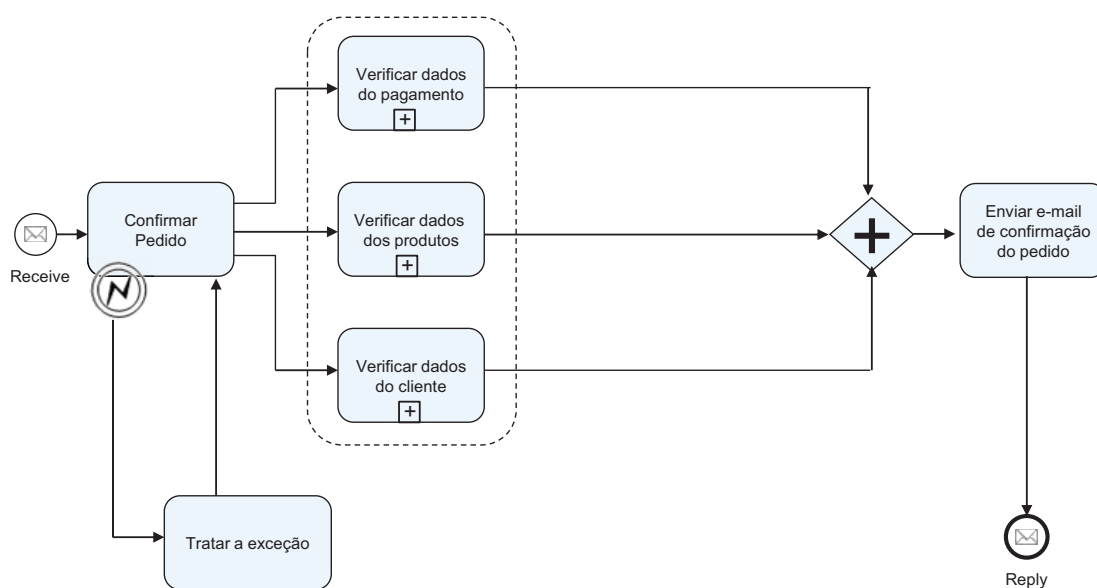 Verificar dados
do pagamento
Confirmar
Pedido
Receive
Verificar dados
dos produtos
Enviar e-mail
de confirmação
do pedido
Verificar dados
do cliente
Tratar a exceção
Reply